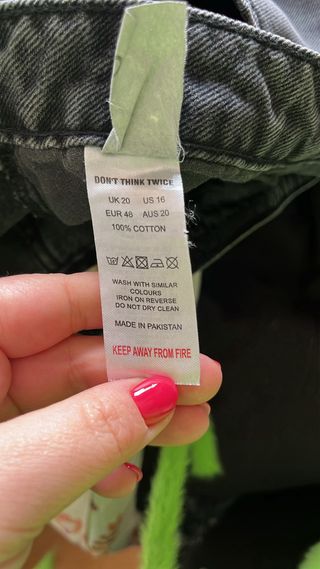 DON'T THINK TWICE
UK 20 US 16
EUR 48 AUS 20
100% COTTON
WASH WITH SIMILAR
COLOURS
IRON ON REVERSE
DO NOT DRY CLEAN
MADE IN PAKISTAN
KEEP AWAY FROM FIRE